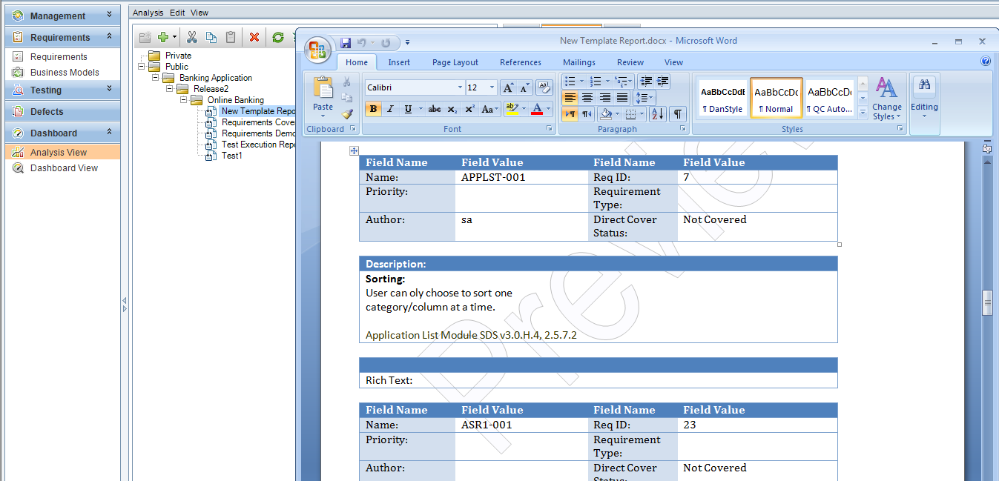 Management
Requirements
Requirements
Business Models
Testing
Defects
Dashboard
Analysis View
Dashboard View
Analysis Edit View
Private
Public
Banking Application
Release2
Online Banking
New Template Repo
Requirements Cove
Requirements Demo
Test Execution Rep
Test1
New Template Report.docx - Microsoft Word
Home Insert Page Layout References Mailings Review View
Paste
Clipboard
Calibri 12
B I U abc X₂ X² Aa ab A
Font
Paragraph
AaBbCcDdE AaBbCcDc AaBbCcDı
¶ DanStyle ¶ Normal ¶ QC Auto...
Change
Styles
Styles
Editing
Preview
Field Name Field Value Field Name Field Value
Name: APPLST-001 Req ID: 7
Priority: Requirement
Type:
Author: sa Direct Cover Not Covered
Status:
Description:
Sorting:
User can oly choose to sort one
category/column at a time.
Application List Module SDS v3.0.H.4, 2.5.7.2
Rich Text:
Field Name Field Value Field Name Field Value
Name: ASR1-001 Req ID: 23
Priority: Requirement
Type:
Author: Direct Cover Not Covered
Status: